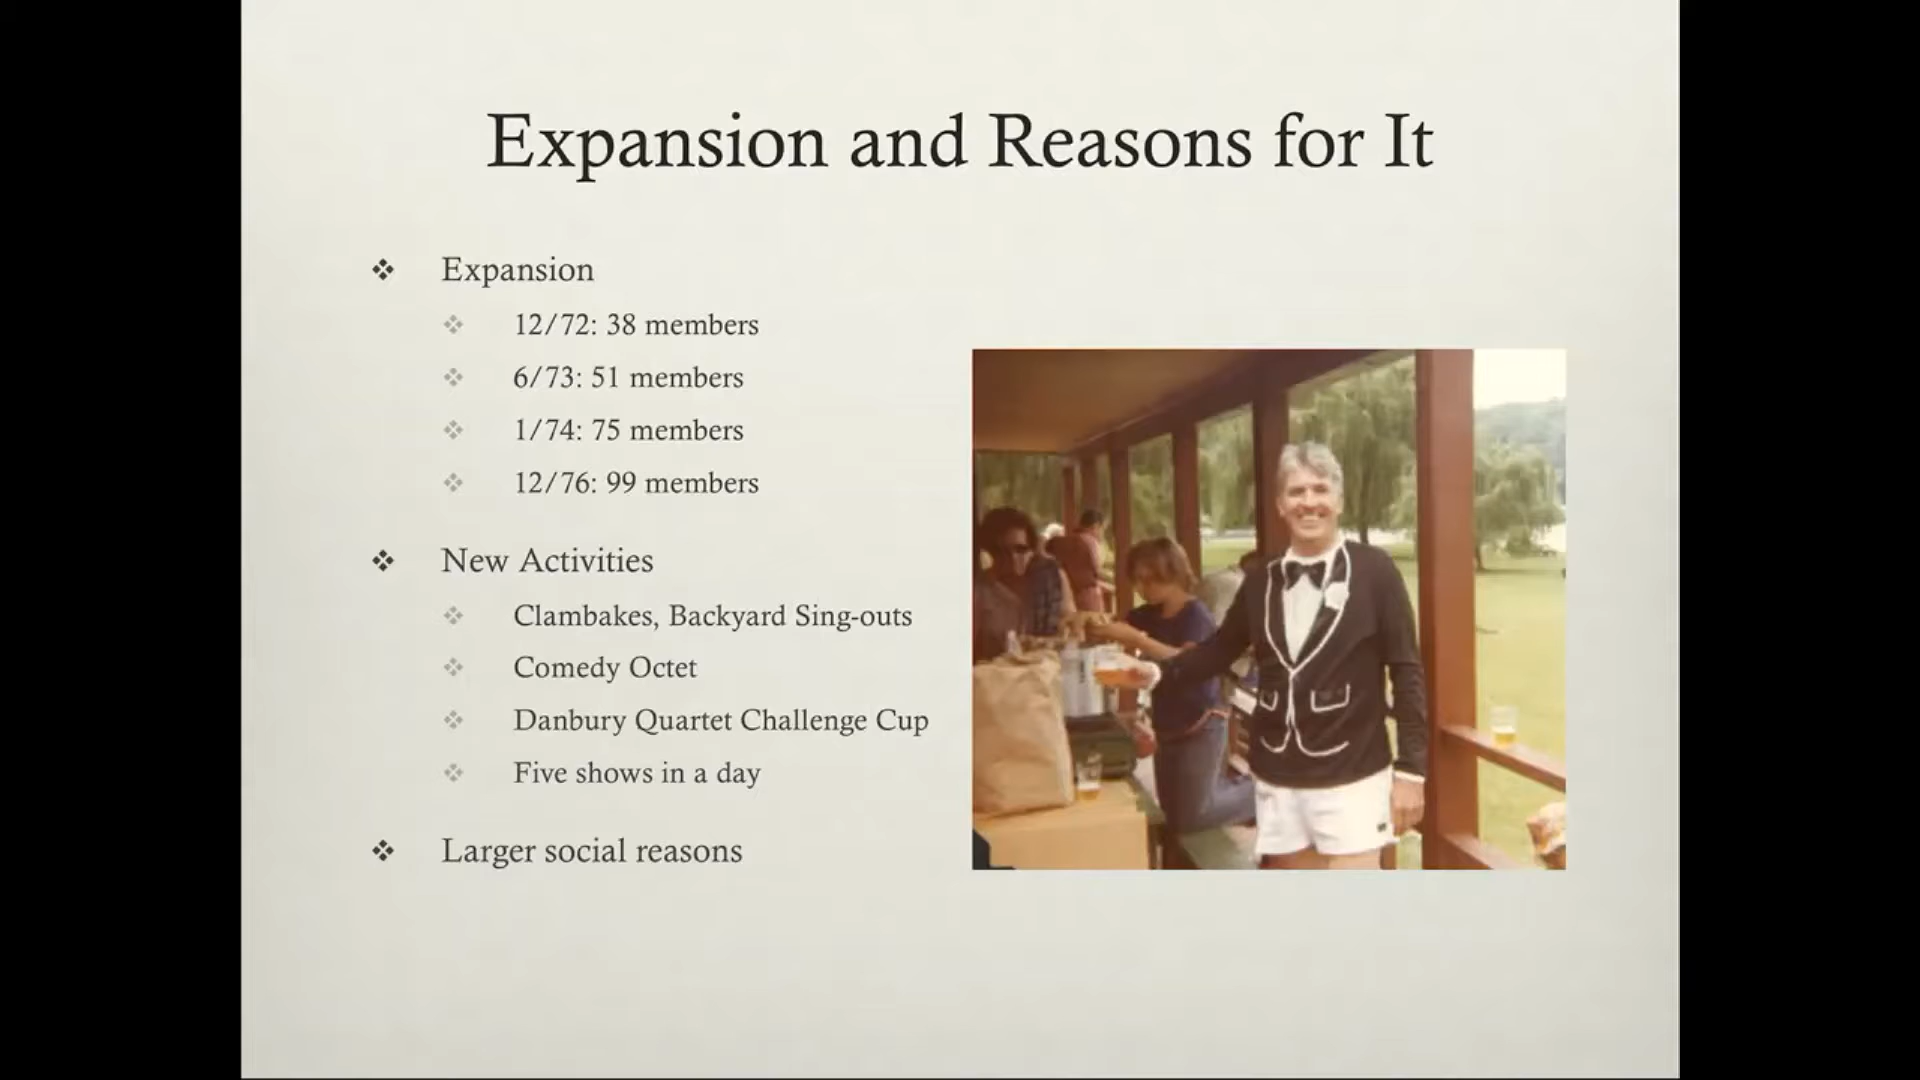 Expansion and Reasons for It
Expansion
12/72: 38 members
6/73: 51 members
1/74: 75 members
12/76: 99 members
New Activities
Clambakes, Backyard Sing-outs
Comedy Octet
Danbury Quartet Challenge Cup
Five shows in a day
Larger social reasons